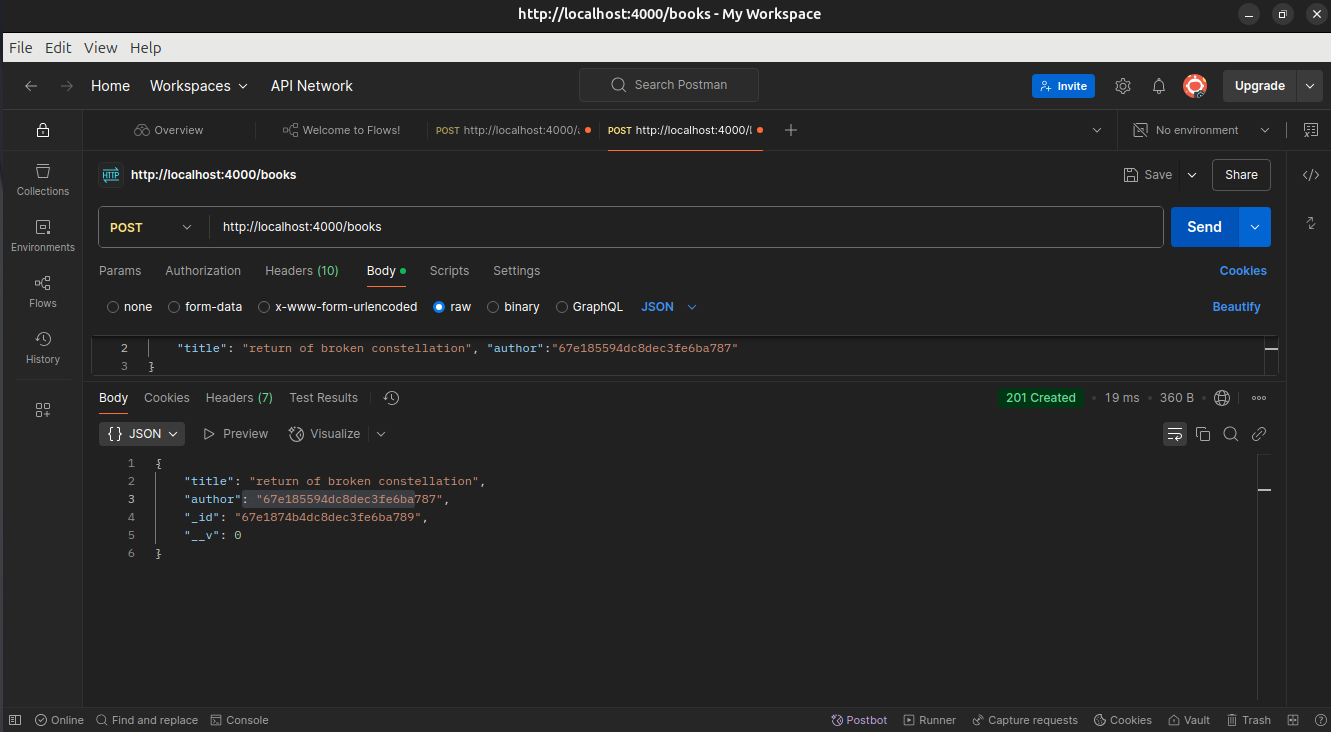 http://localhost:4000/books - My Workspace
File Edit View Help
Home Workspaces API Network Search Postman Invite Upgrade
Overview Welcome to Flows! POST http://localhost:4000/ POST http://localhost:4000/ No environment
HTTP http://localhost:4000/books Save Share
Collections
POST http://localhost:4000/books Send
Environments
Params Authorization Headers (10) Body Scripts Settings Cookies
Flows
none form-data x-www-form-urlencoded raw binary GraphQL JSON Beautify
History
2 "title": "return of broken constellation", "author":"67e185594dc8dec3fe6ba787"
3 }
Body Cookies Headers (7) Test Results 201 Created • 19 ms • 360 B
{} JSON Preview Visualize
1 {
2 "title": "return of broken constellation",
3 "author": "67e185594dc8dec3fe6ba787",
4 "_id": "67e1874b4dc8dec3fe6ba789",
5 "__v": 0
6 }
Online Find and replace Console Postbot Runner Capture requests Cookies Vault Trash